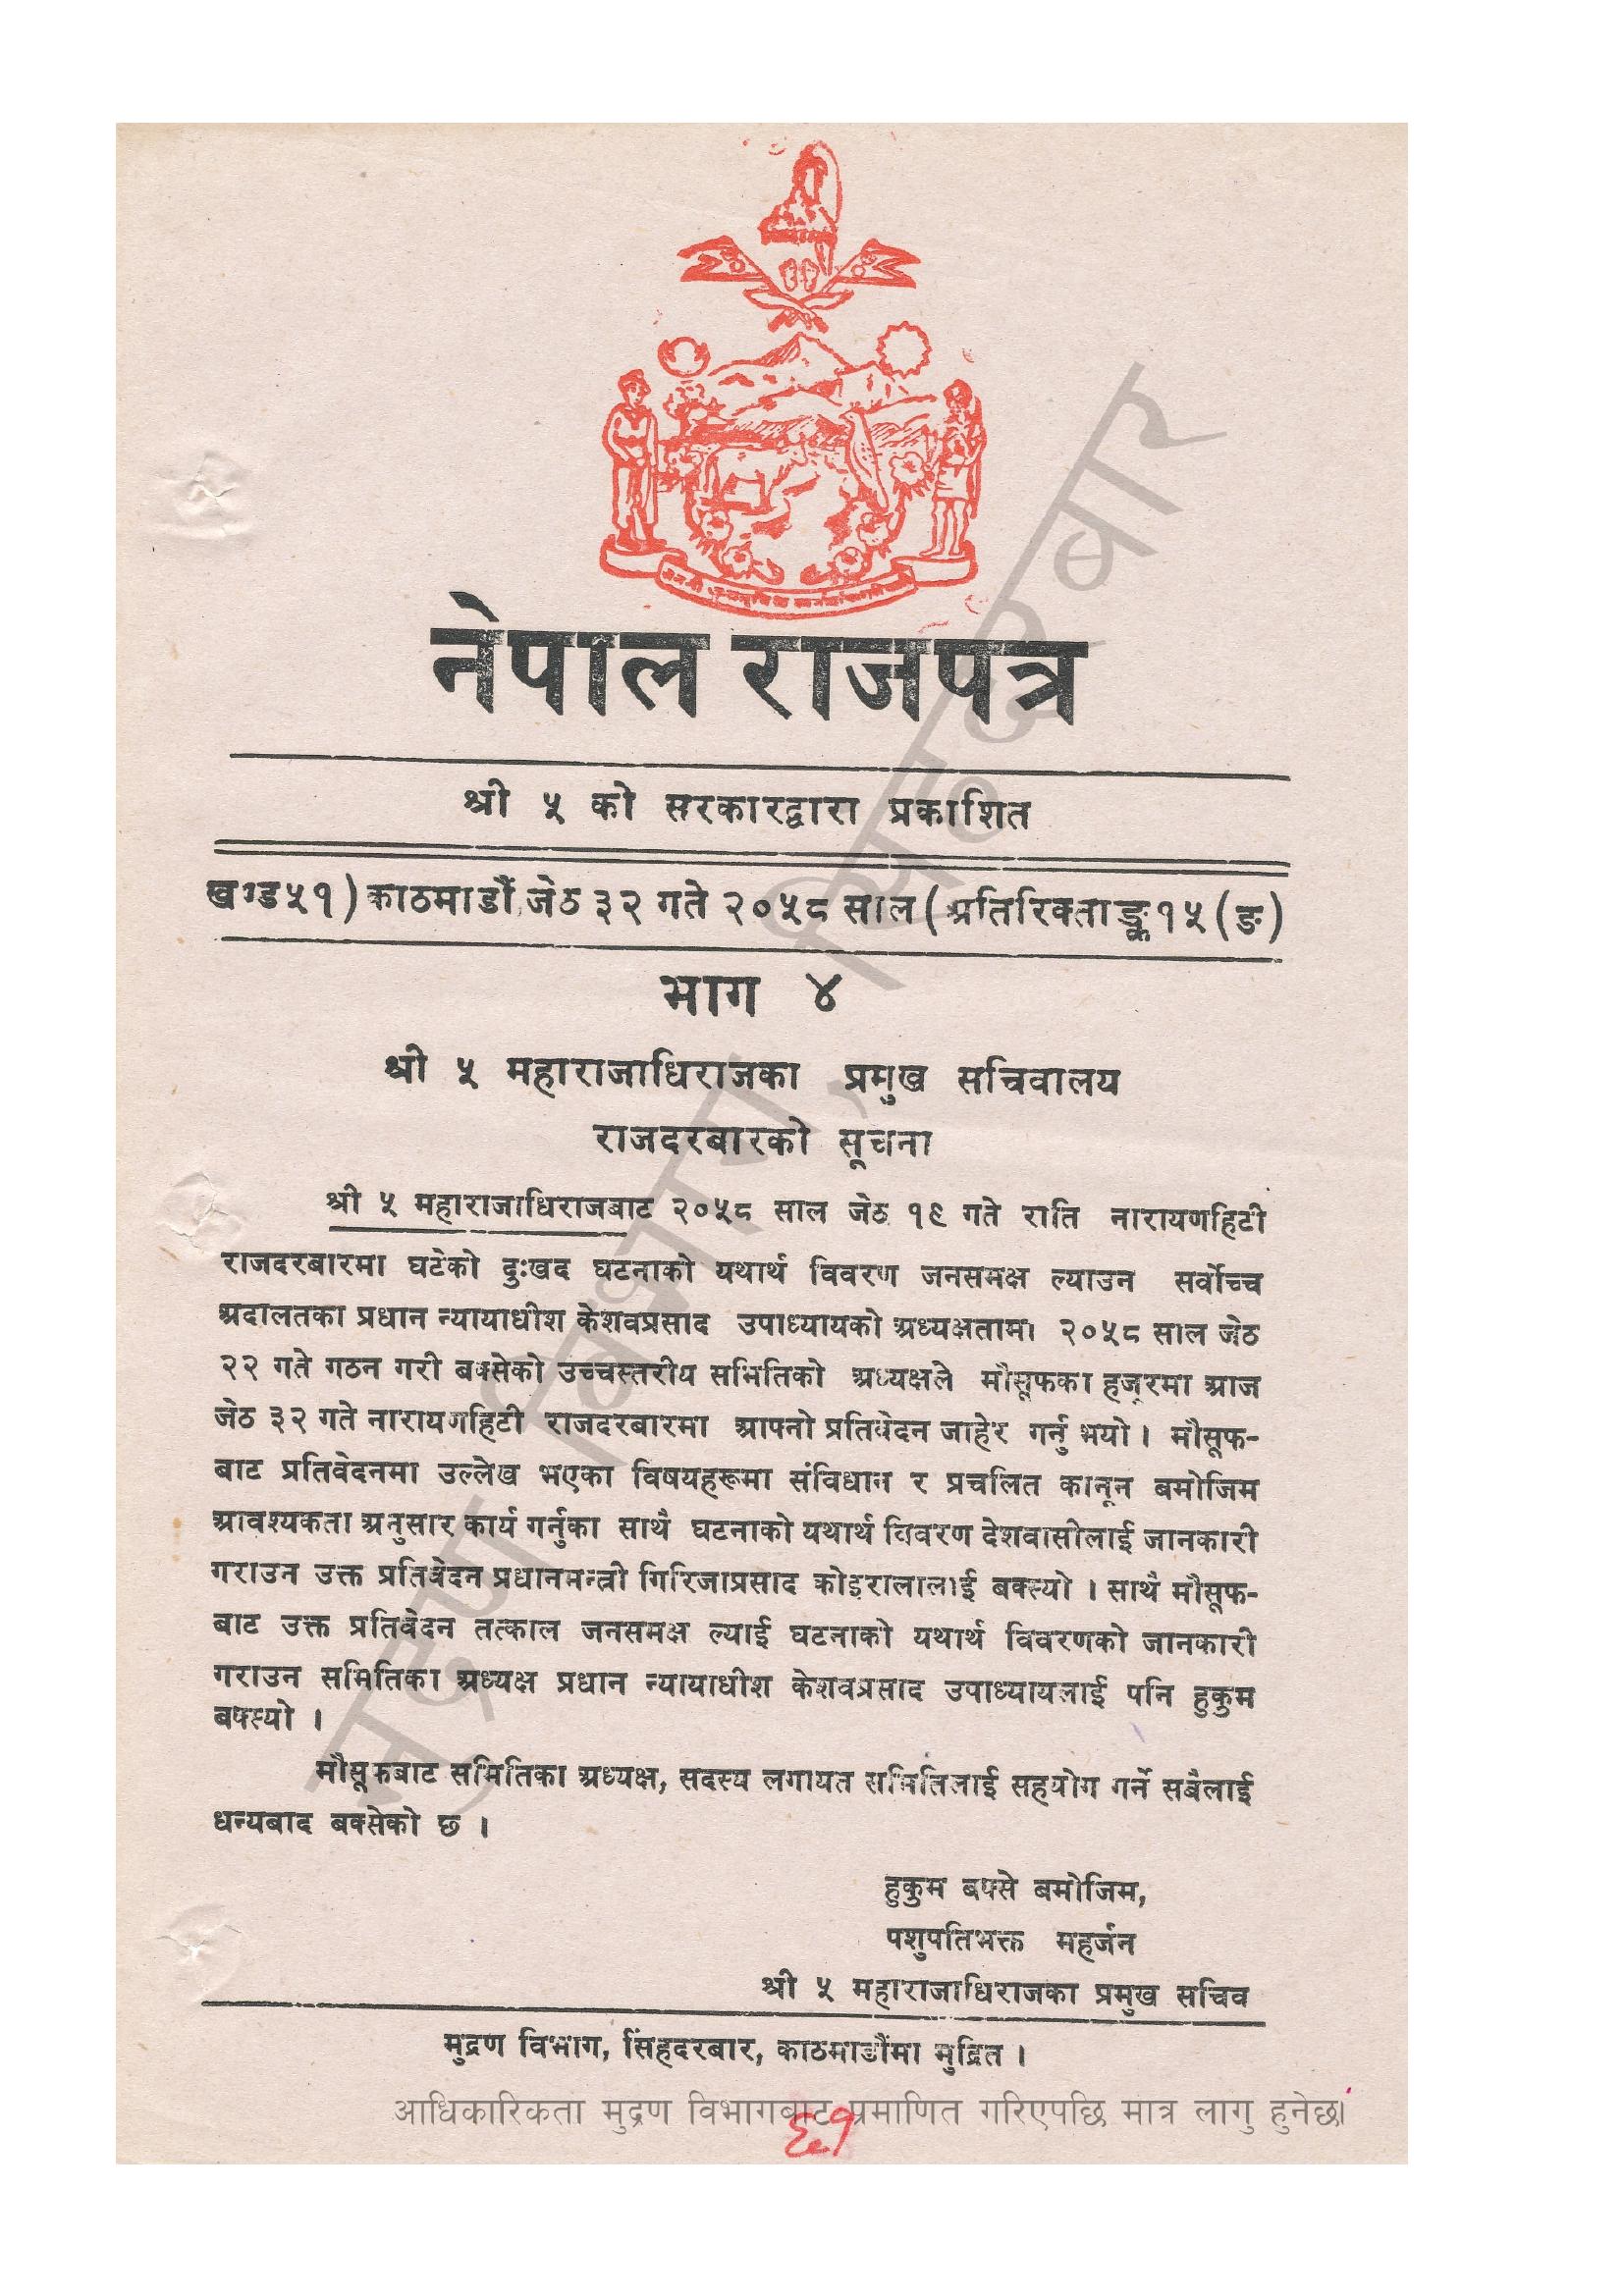 नेपाल राजपत्र
श्री ५ को सरकारद्वारा प्रकाशित
खण्ड ५१) काठमाडौं, जेठ ३२ गते २०५८ साल (अतिरिक्ताङ्क १५ (ङ)
भाग ४
श्री ५ महाराजाधिराजका प्रमुख सचिवालय
राजदरबारको सूचना
श्री ५ महाराजाधिराजबाट २०५८ साल जेठ १९ गते राति नारायणहिटी
राजदरबारमा घटेको दुःखद घटनाको यथार्थ विवरण जनसमक्ष ल्याउन सर्वोच्च
अदालतका प्रधान न्यायाधीश केशवप्रसाद उपाध्यायको अध्यक्षतामा २०५८ साल जेठ
२२ गते गठन गरी बक्सेको उच्चस्तरीय समितिको अध्यक्षले मौसूफका हजूरमा आज
जेठ ३२ गते नारायणहिटी राजदरबारमा आफ्नो प्रतिवेदन जाहेर गर्नु भयो । मौसूफ-
बाट प्रतिवेदनमा उल्लेख भएका विषयहरूमा संविधान र प्रचलित कानून बमोजिम
आवश्यकता अनुसार कार्य गर्नुका साथै घटनाको यथार्थ विवरण देशवासीलाई जानकारी
गराउन उक्त प्रतिवेदन प्रधानमन्त्री गिरिजाप्रसाद कोइरालालाई बक्स्यो । साथै मौसूफ-
बाट उक्त प्रतिवेदन तत्काल जनसमक्ष ल्याई घटनाको यथार्थ विवरणको जानकारी
गराउन समितिका अध्यक्ष प्रधान न्यायाधीश केशवप्रसाद उपाध्यायलाई पनि हुकुम
बक्स्यो ।
मौसूफबाट समितिका अध्यक्ष, सदस्य लगायत समितिलाई सहयोग गर्ने सबैलाई
धन्यबाद बक्सेको छ ।
हुकुम बक्से बमोजिम,
पशुपतिभक्त महर्जन
श्री ५ महाराजाधिराजका प्रमुख सचिव
मुद्रण विभाग, सिंहदरबार, काठमाडौंमा मुद्रित ।
आधिकारिकता मुद्रण विभागबाट प्रमाणित गरिएपछि मात्र लागु हुनेछ।
६१
मुद्रण विभाग, सिंहदरबार